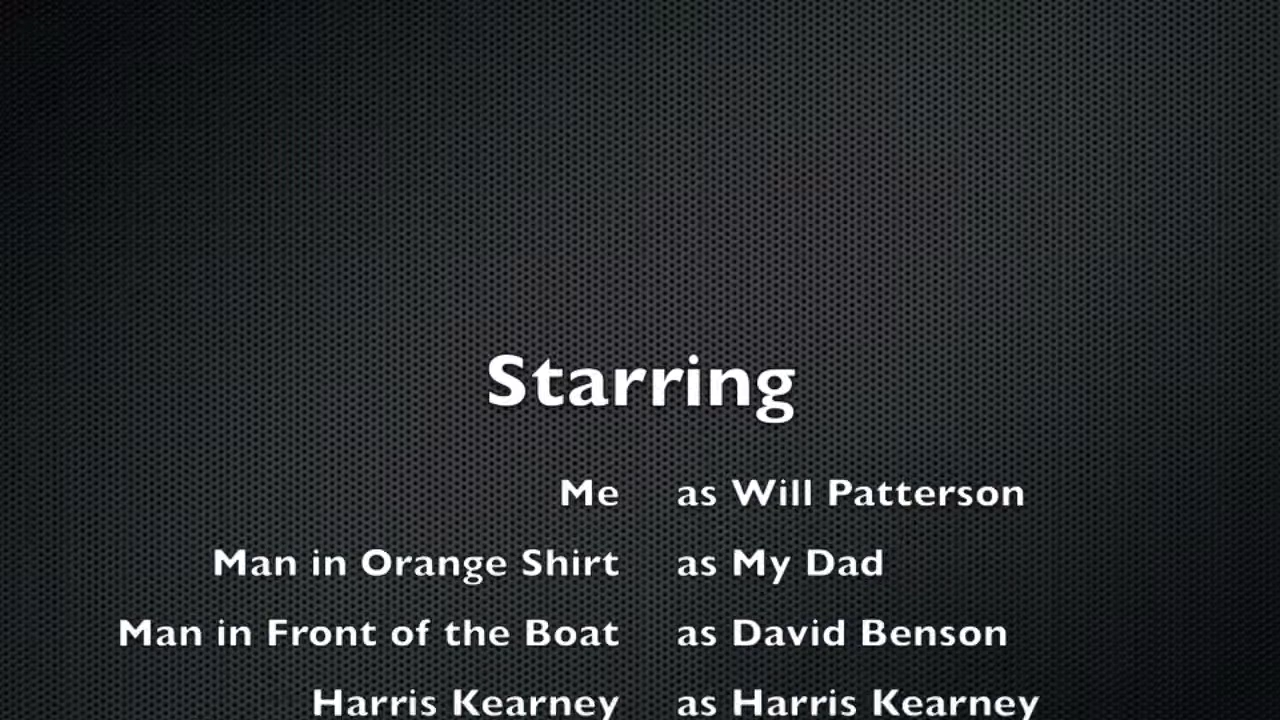 Starring
Me as Will Patterson
Man in Orange Shirt as My Dad
Man in Front of the Boat as David Benson
Harris Kearney as Harris Kearney